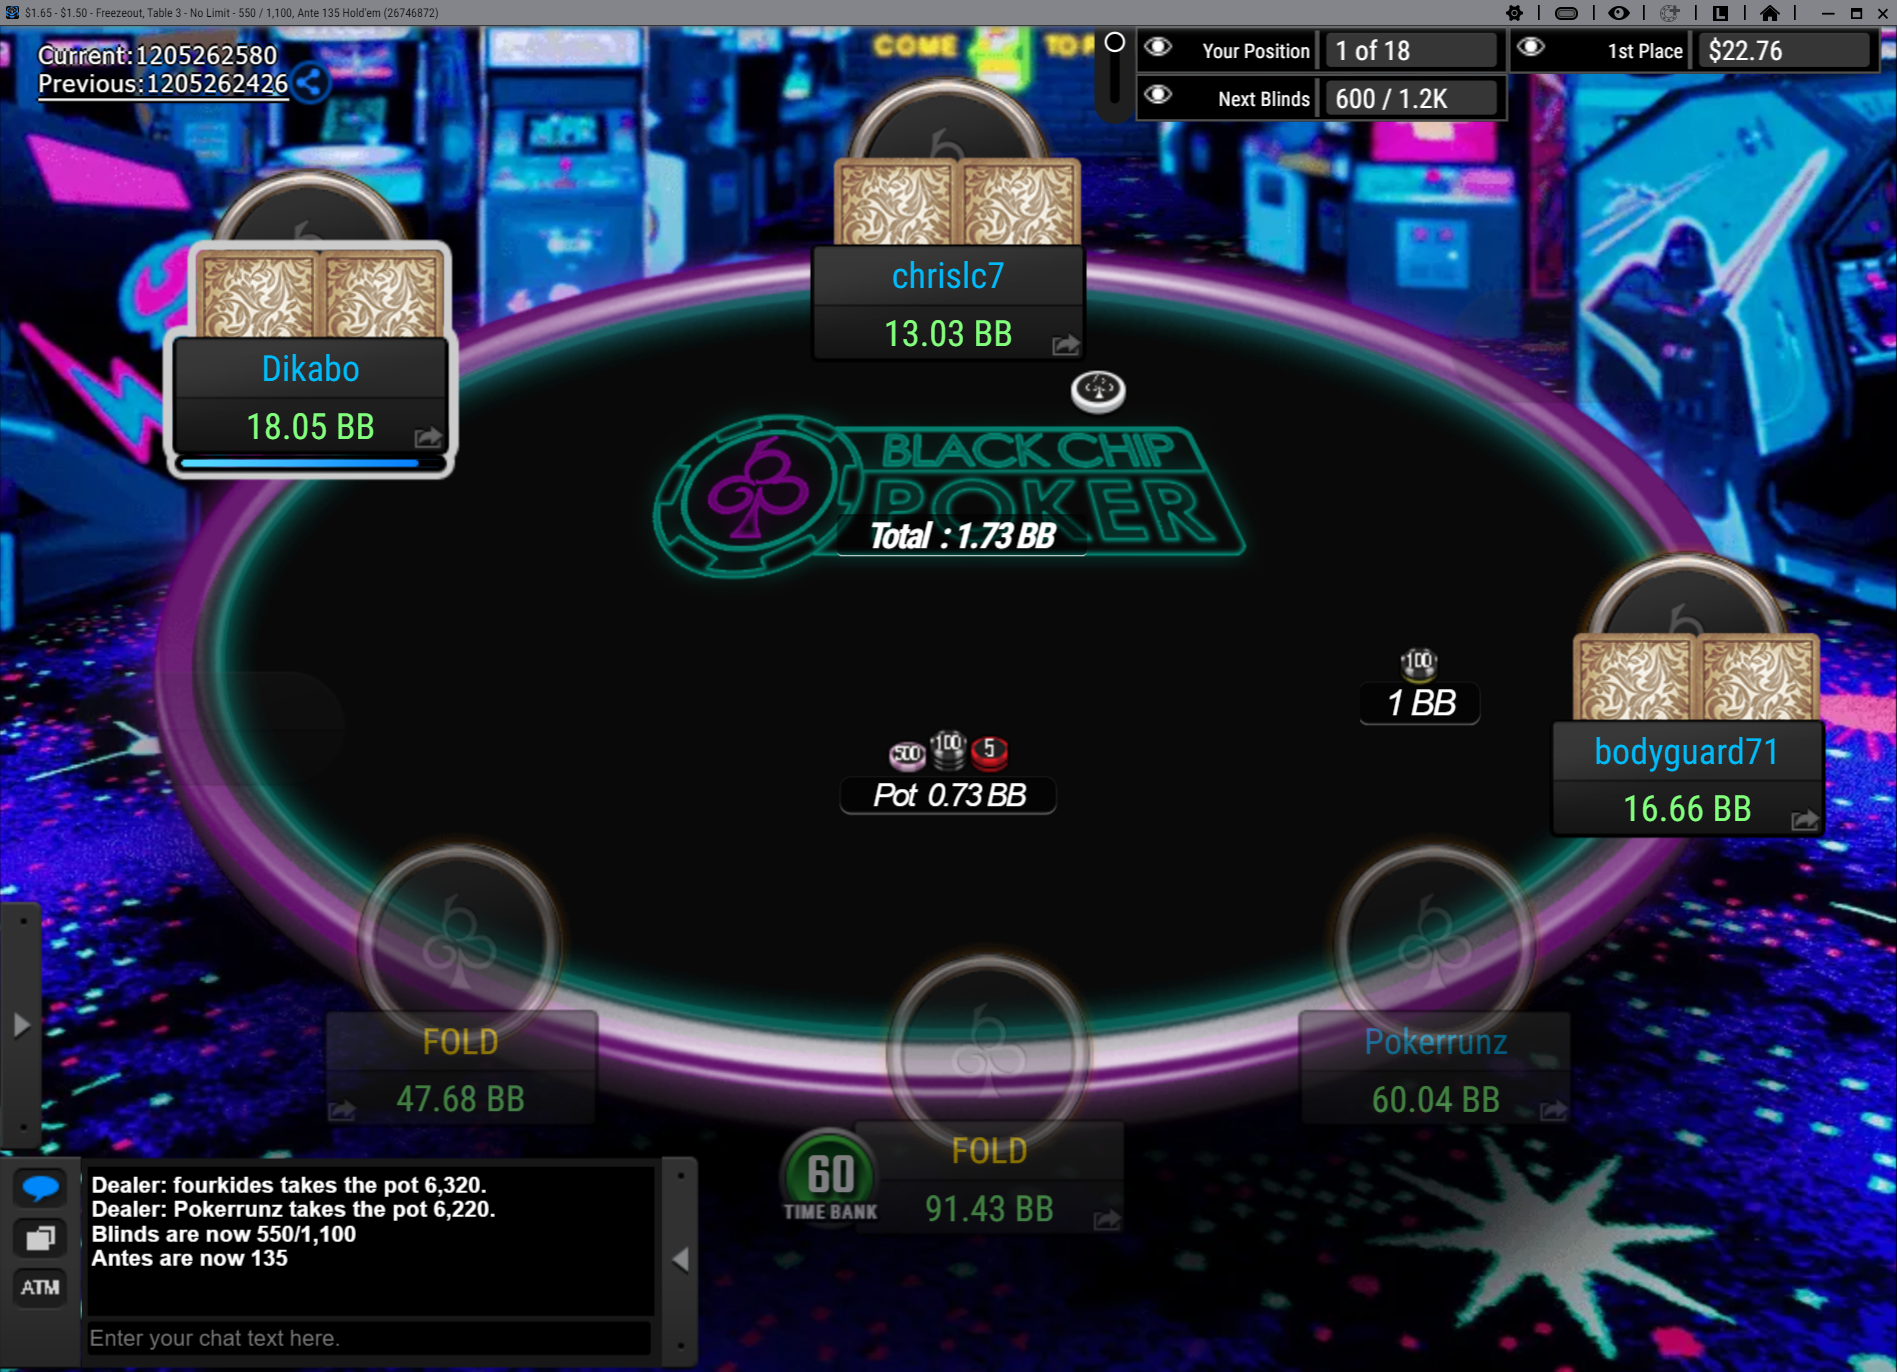 $1.65 - $1.50 - Freezeout, Table 3 - No Limit - 550 / 1,100, Ante 135 Hold'em (26746872)
L
Current:1205262580
Previous:1205262426
COME
Your Position
1 of 18
1st Place
$22.76
Next Blinds
600 / 1.2K
chrislc7
13.03 BB
Dikabo
18.05 BB
BLACK CHIP
POKER
Total : 1.73 BB
100
1 BB
bodyguard71
16.66 BB
500
100
5
Pot 0.73 BB
FOLD
47.68 BB
Pokerrunz
60.04 BB
60
TIME BANK
FOLD
91.43 BB
Dealer: fourkides takes the pot 6,320.
Dealer: Pokerrunz takes the pot 6,220.
Blinds are now 550/1,100
Antes are now 135
ATM
Enter your chat text here.